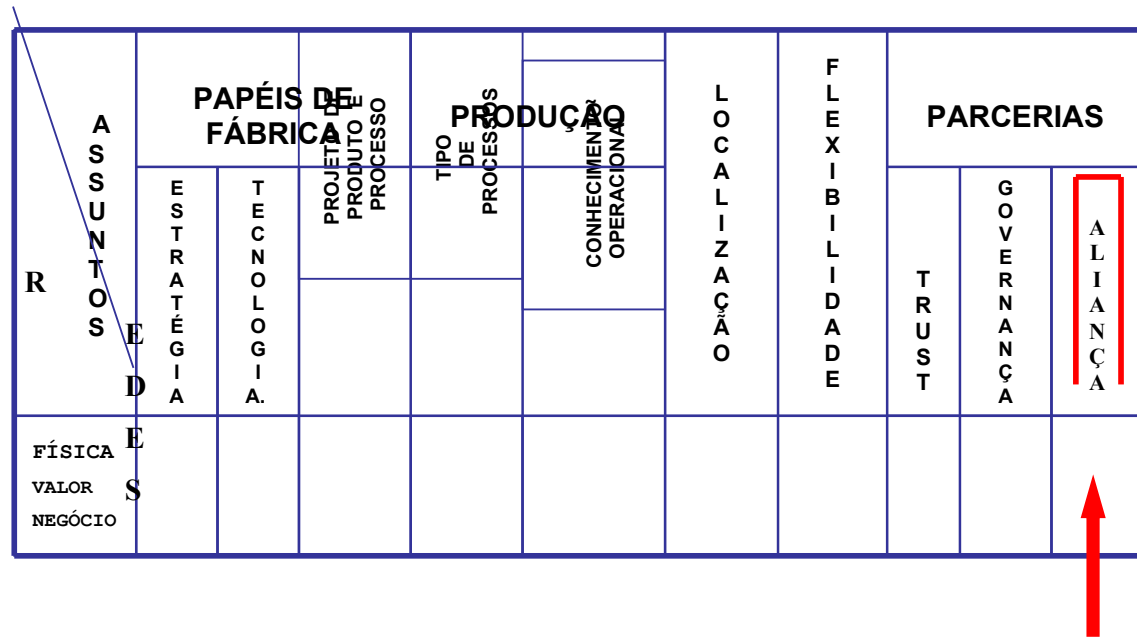 ASSUNTOS
REDES
PAPÉIS DE
FÁBRICA
ESTRATÉGIA
TECNOLOGIA.
PRODUÇÃO
PROJETO DE
PRODUTO E
PROCESSO
TIPO
DE
PROCESSOS
CONHECIMENTO
OPERACIONAL
LOCALIZAÇÃO
FLEXIBILIDADE
PARCERIAS
TRUST
GOVERNANÇA
ALIANÇA
FÍSICA
VALOR
NEGÓCIO